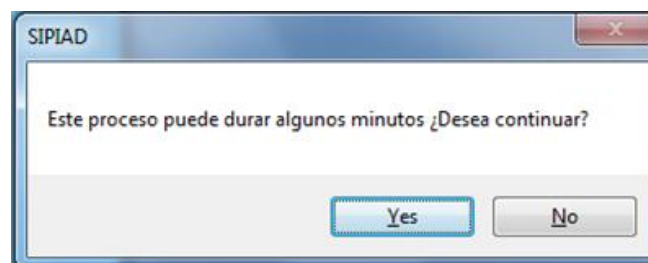 SIPIAD
Este proceso puede durar algunos minutos ¿Desea continuar?
Yes No